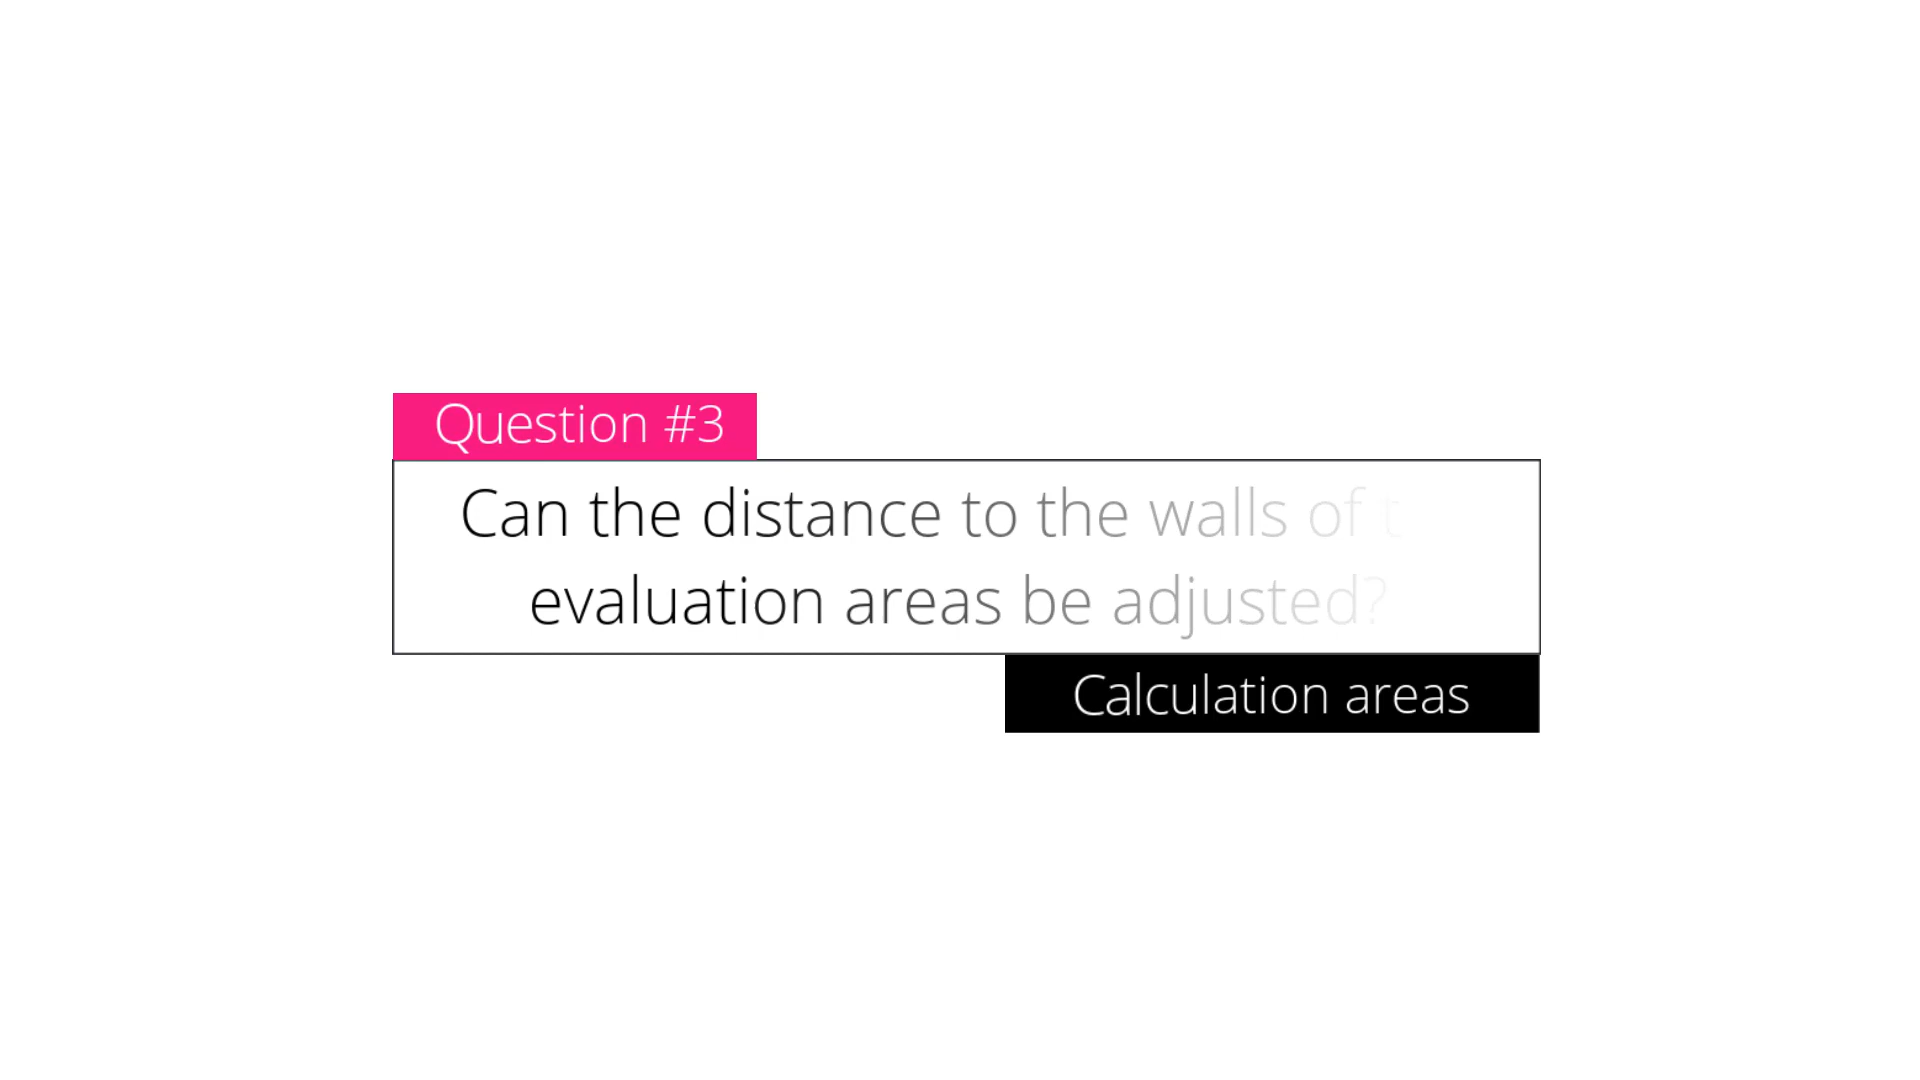 Question #3
Can the distance to the walls of
evaluation areas be adjusted?
Calculation areas